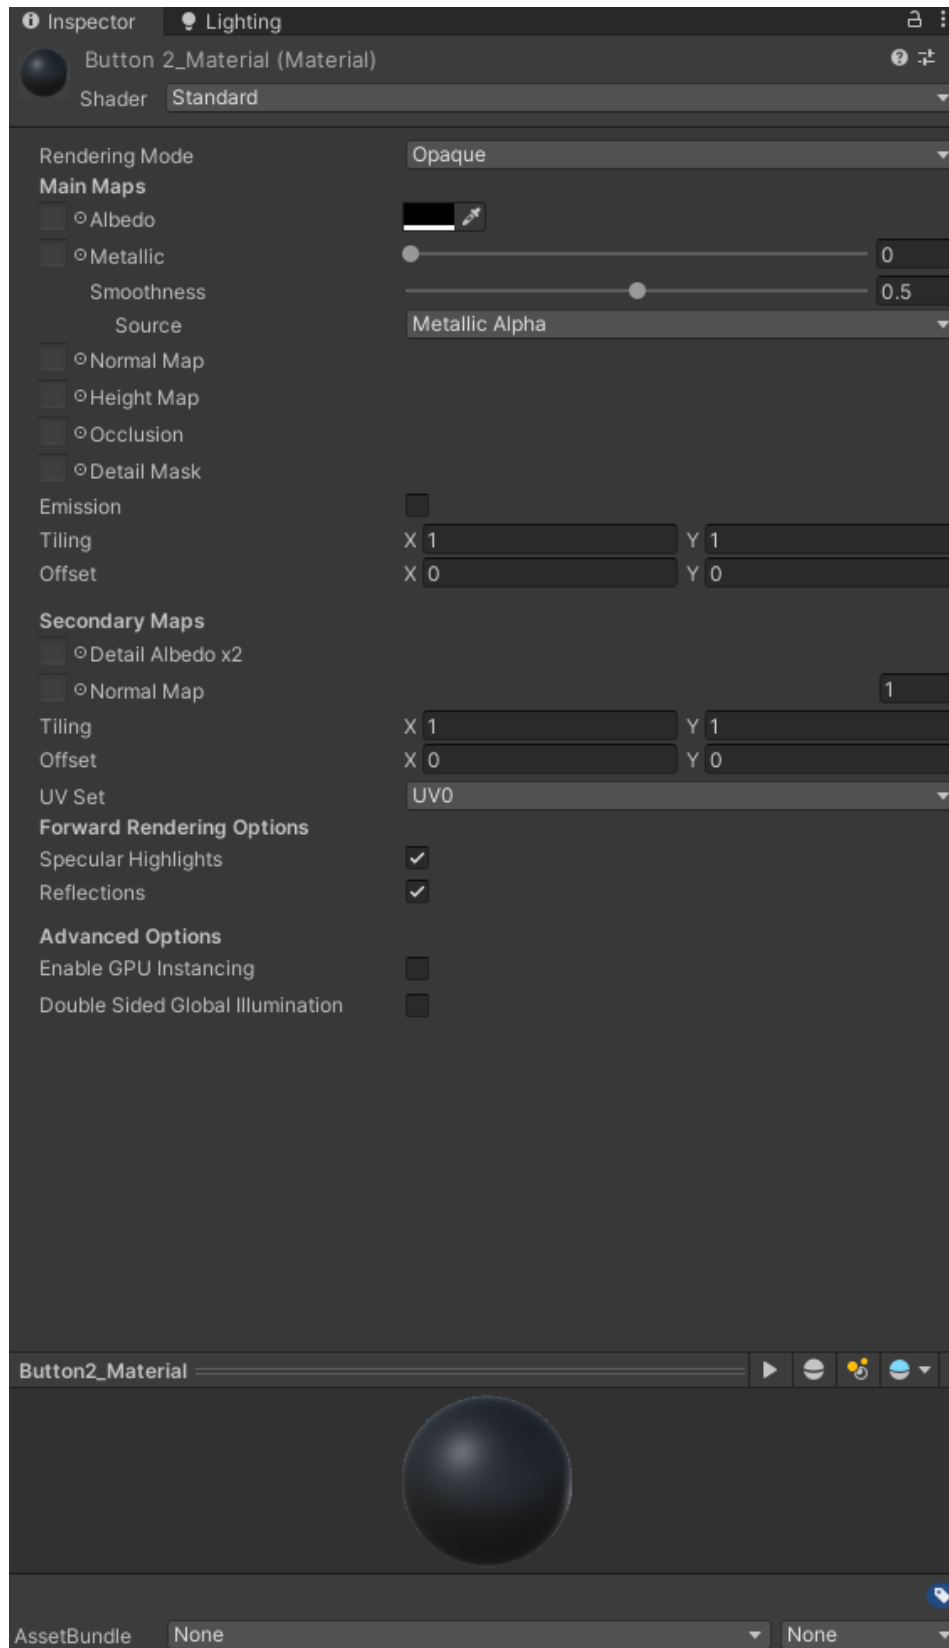 Inspector Lighting
Button 2_Material (Material)
Shader Standard
Rendering Mode Opaque
Main Maps
Albedo
Metallic 0
Smoothness 0.5
Source Metallic Alpha
Normal Map
Height Map
Occlusion
Detail Mask
Emission
Tiling X 1 Y 1
Offset X 0 Y 0
Secondary Maps
Detail Albedo x2
Normal Map 1
Tiling X 1 Y 1
Offset X 0 Y 0
UV Set UV0
Forward Rendering Options
Specular Highlights
Reflections
Advanced Options
Enable GPU Instancing
Double Sided Global Illumination
Button2_Material
AssetBundle None None